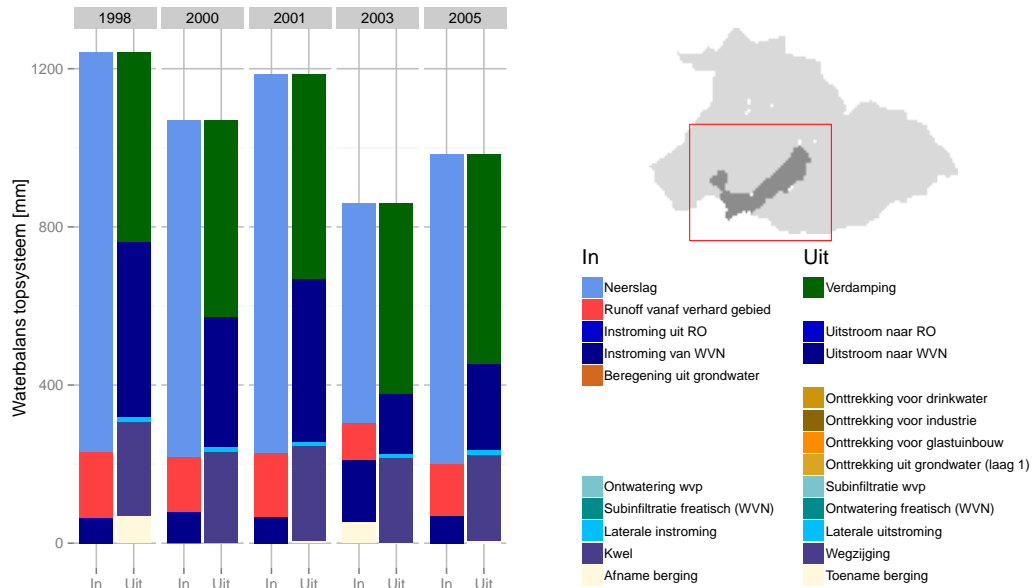 1998 2000 2001 2003 2005
Waterbalans topsysteem [mm]
1200
800
400
0
In Uit In Uit In Uit In Uit In Uit
In
Neerslag
Runoff vanaf verhard gebied
Instroming uit RO
Instroming van WVN
Beregening uit grondwater
Ontwatering wvp
Subinfiltratie freatisch (WVN)
Laterale instroming
Kwel
Afname berging
Uit
Verdamping
Uitstroom naar RO
Uitstroom naar WVN
Onttrekking voor drinkwater
Onttrekking voor industrie
Onttrekking voor glastuinbouw
Onttrekking uit grondwater (laag 1)
Subinfiltratie wvp
Ontwatering freatisch (WVN)
Laterale uitstroming
Wegzijging
Toename berging